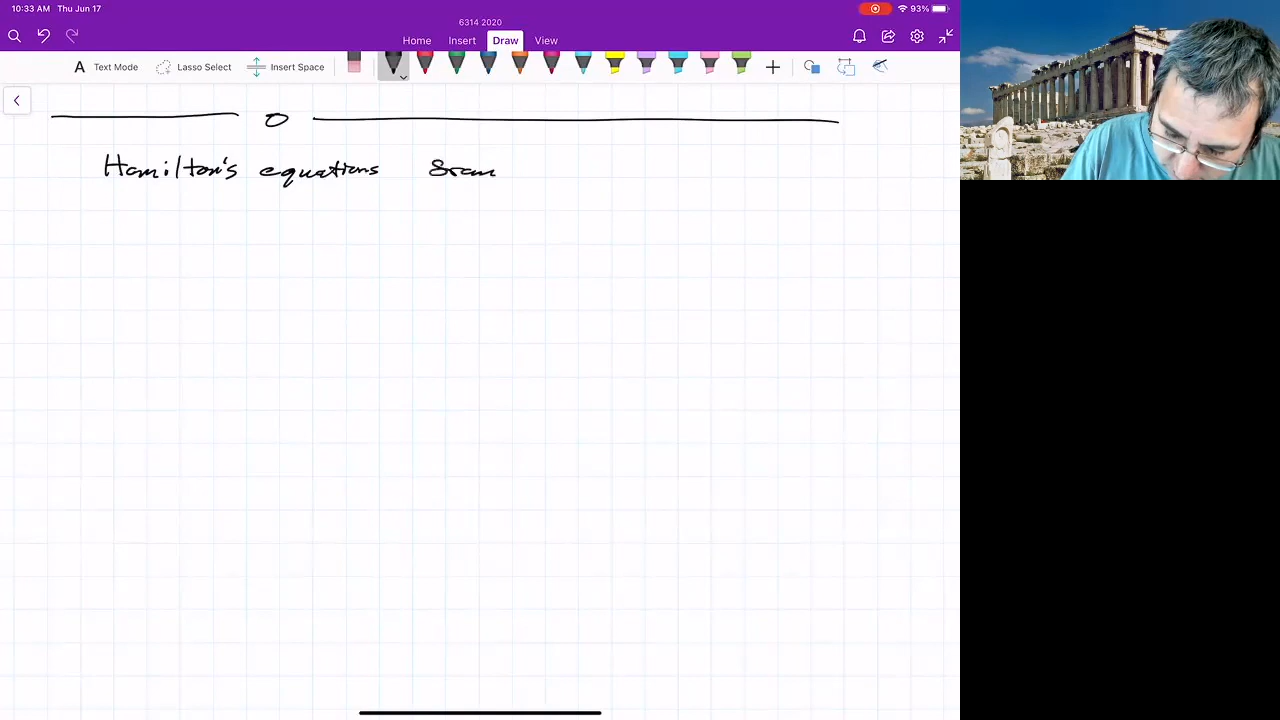 10:33 AM Thu Jun 17
93%
6314 2020
Home Insert Draw View
A Text Mode Lasso Select Insert Space
Hamilton's equations